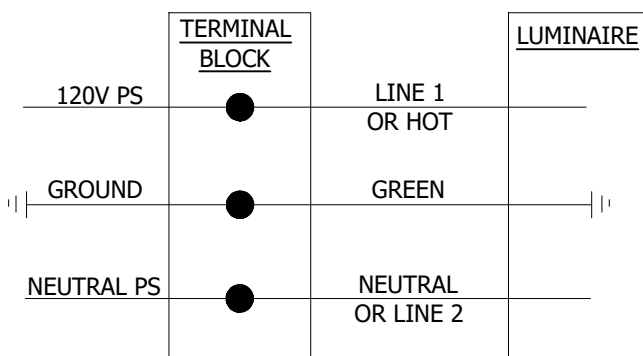 TERMINAL
BLOCK
LUMINAIRE
120V PS
LINE 1
OR HOT
GROUND
GREEN
NEUTRAL PS
NEUTRAL
OR LINE 2